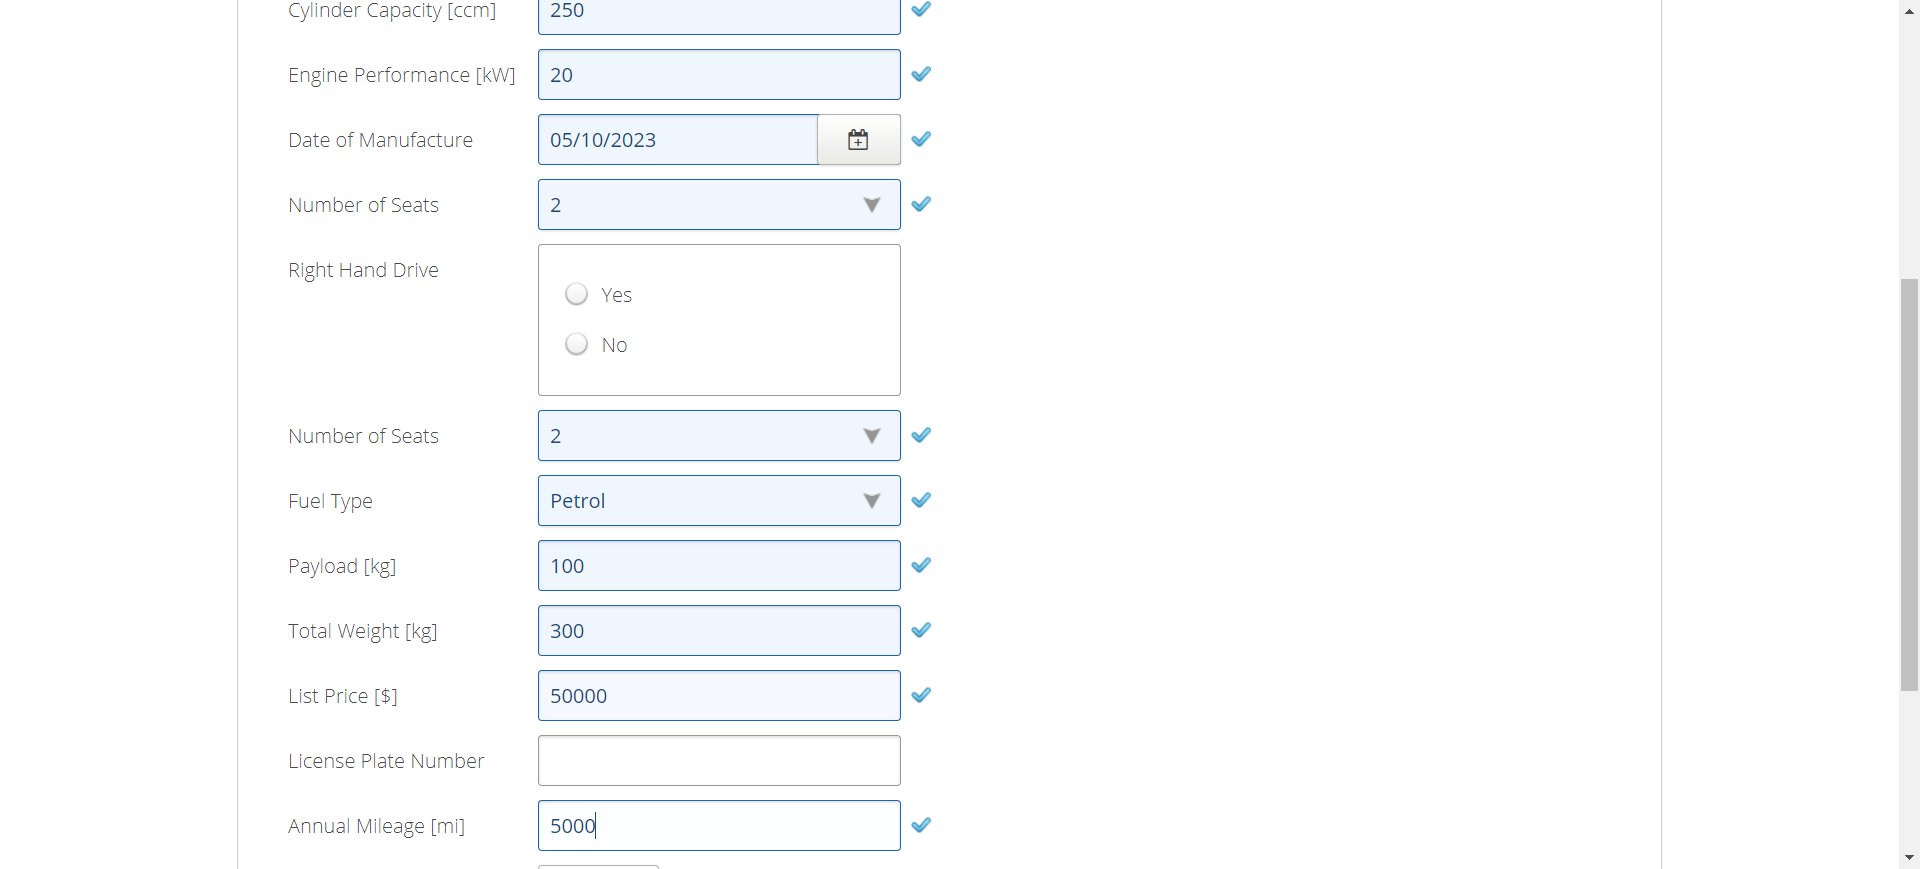 Cylinder Capacity [ccm] 250
Engine Performance [kW] 20
Date of Manufacture 05/10/2023
Number of Seats 2
Right Hand Drive
Yes
No
Number of Seats 2
Fuel Type Petrol
Payload [kg] 100
Total Weight [kg] 300
List Price [$] 50000
License Plate Number
Annual Mileage [mi] 5000